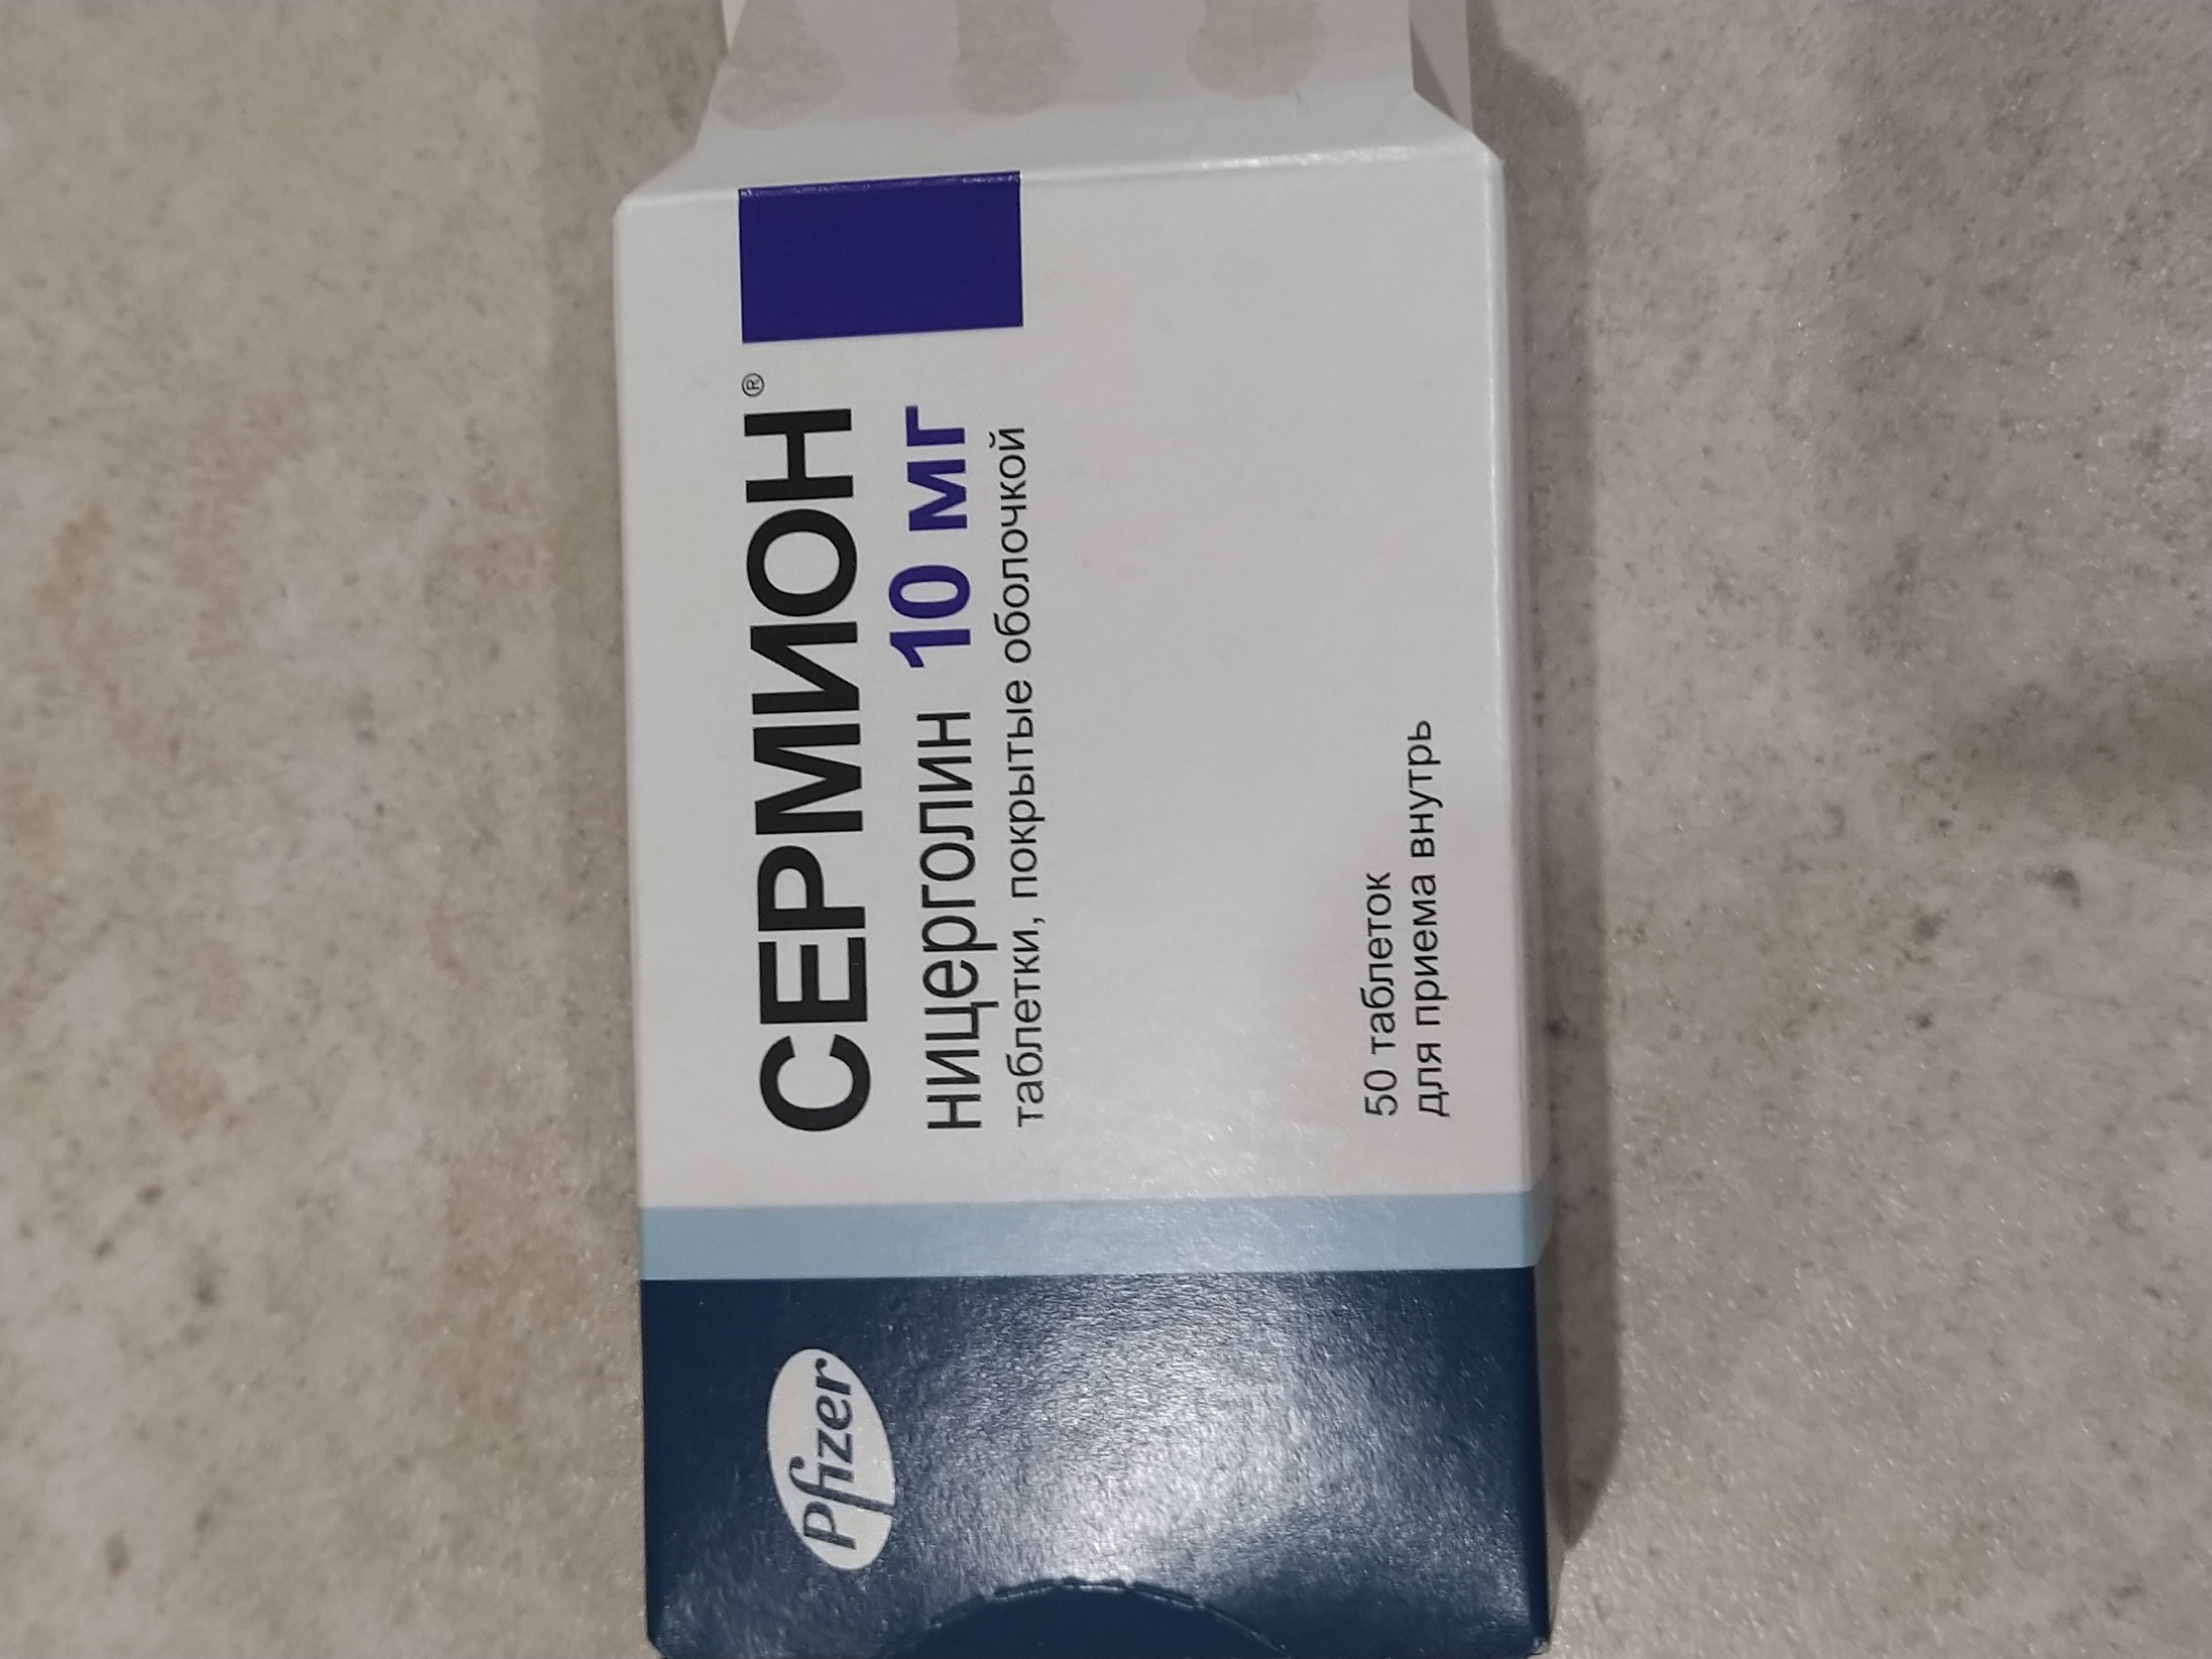 СЕРМИОН®
ницерголин 10 мг
таблетки, покрытые оболочкой
50 таблеток
для приема внутрь
Pfizer